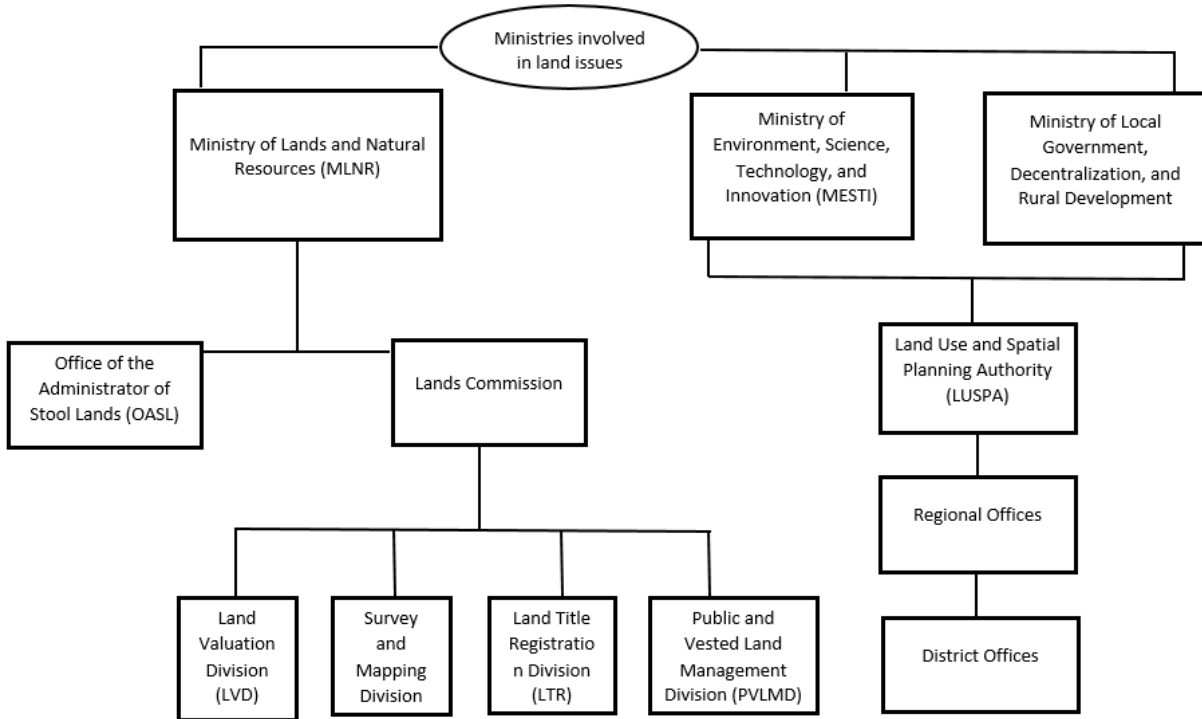 Ministries involved
in land issues
Ministry of Lands and Natural
Resources (MLNR)
Ministry of
Environment, Science,
Technology, and
Innovation (MESTI)
Ministry of Local
Government,
Decentralization, and
Rural Development
Office of the
Administrator of
Stool Lands (OASL)
Lands Commission
Land Use and Spatial
Planning Authority
(LUSPA)
Regional Offices
Land
Valuation
Division
(LVD)
Survey
and
Mapping
Division
Land Title
Registratio
n Division
(LTR)
Public and
Vested Land
Management
Division (PVLMD)
District Offices